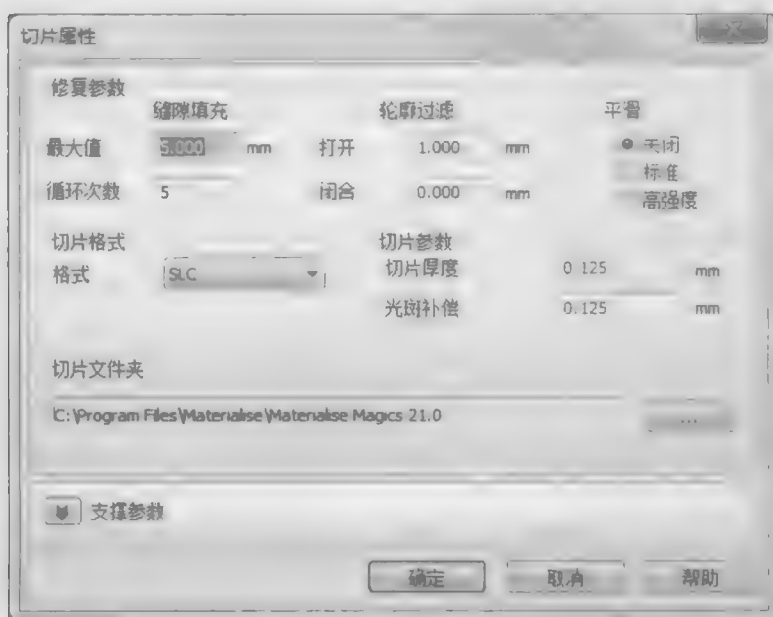 切片属性
修复参数
缝隙填充 轮廓过滤 平滑
最大值 5.000 mm 打开 1.000 mm 关闭
标准
循环次数 5 闭合 0.000 mm 高强度
切片格式 切片参数
格式 SLC 切片厚度 0.125 mm
光斑补偿 0.125 mm
切片文件夹
C:\Program Files\Materialise\Materialise Magics 21.0 ...
支撑参数
确定 取消 帮助